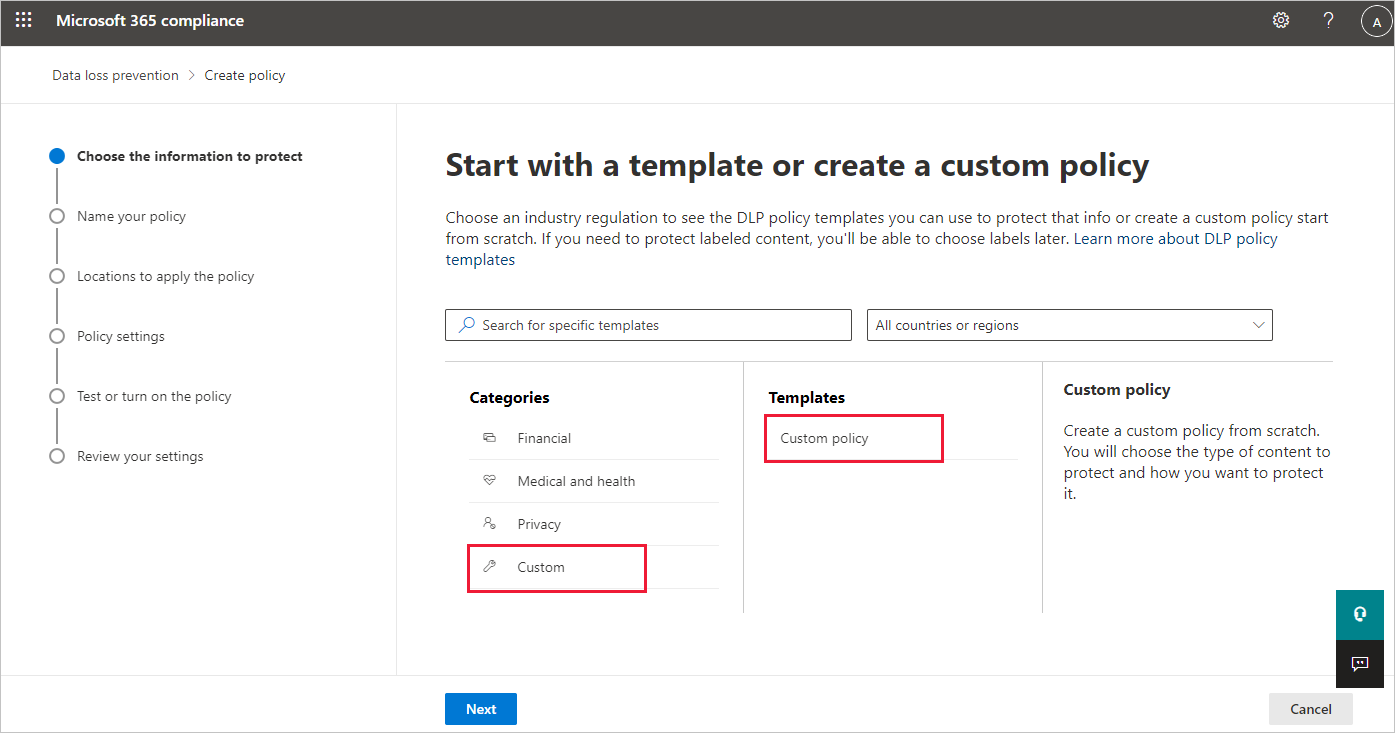 Microsoft 365 compliance
?
A
Data loss prevention > Create policy
Choose the information to protect
Name your policy
Locations to apply the policy
Policy settings
Test or turn on the policy
Review your settings
Start with a template or create a custom policy
Choose an industry regulation to see the DLP policy templates you can use to protect that info or create a custom policy start
from scratch. If you need to protect labeled content, you'll be able to choose labels later. Learn more about DLP policy
templates
Search for specific templates
All countries or regions
Categories
Financial
Medical and health
Privacy
Custom
Templates
Custom policy
Custom policy
Create a custom policy from scratch.
You will choose the type of content to
protect and how you want to protect
it.
Next
Cancel